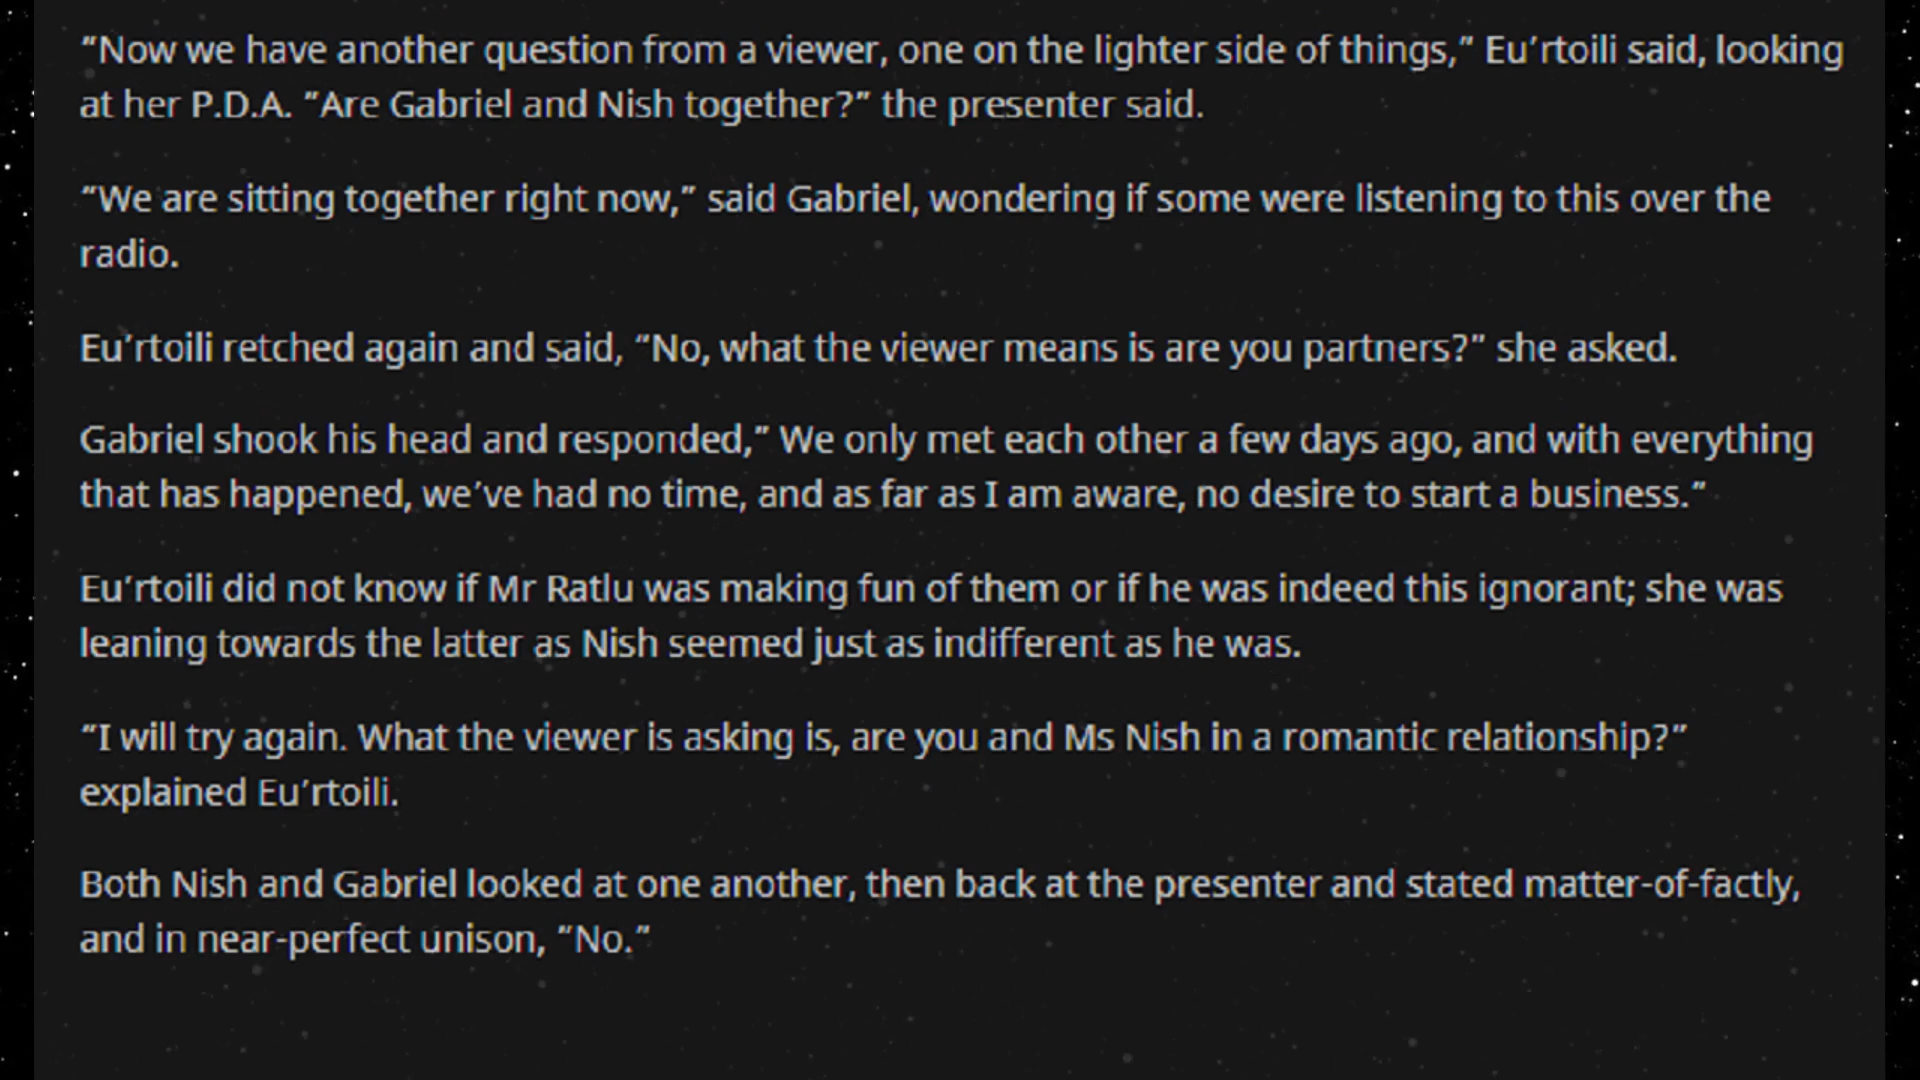 “Now we have another question from a viewer, one on the lighter side of things,” Eu’rtoili said, looking
at her P.D.A. “Are Gabriel and Nish together?” the presenter said.
“We are sitting together right now,” said Gabriel, wondering if some were listening to this over the
radio.
Eu’rtoili retched again and said, “No, what the viewer means is are you partners?” she asked.
Gabriel shook his head and responded,” We only met each other a few days ago, and with everything
that has happened, we’ve had no time, and as far as I am aware, no desire to start a business.”
Eu’rtoili did not know if Mr Ratlu was making fun of them or if he was indeed this ignorant; she was
leaning towards the latter as Nish seemed just as indifferent as he was.
“I will try again. What the viewer is asking is, are you and Ms Nish in a romantic relationship?”
explained Eu’rtoili.
Both Nish and Gabriel looked at one another, then back at the presenter and stated matter-of-factly,
and in near-perfect unison, “No.”